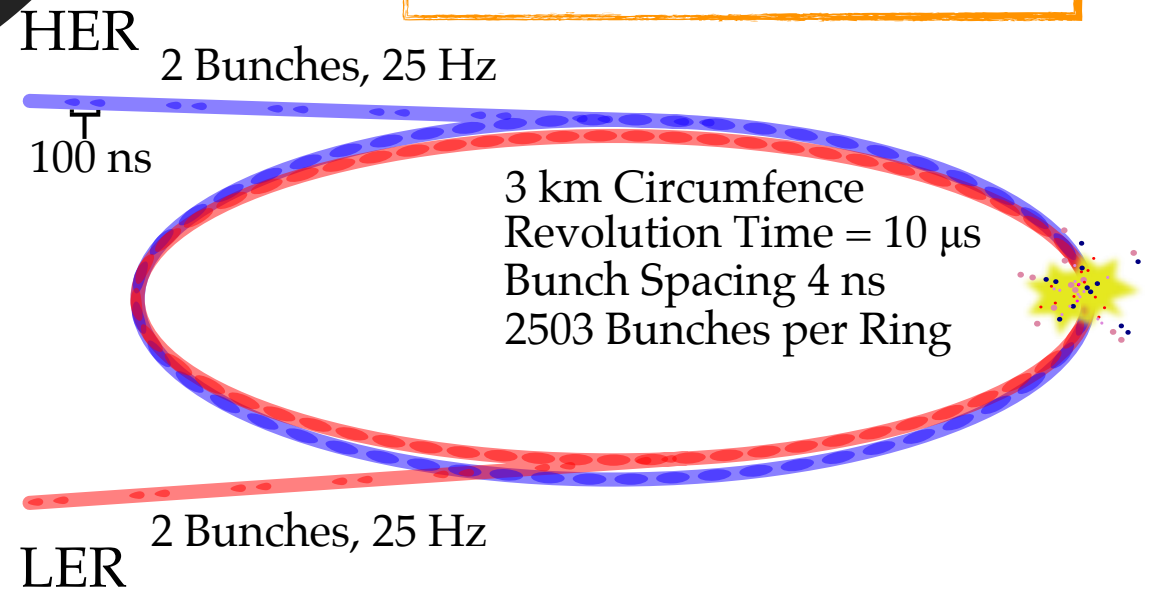 HER
2 Bunches, 25 Hz
100 ns
3 km Circumfence
Revolution Time = 10 μs
Bunch Spacing 4 ns
2503 Bunches per Ring
2 Bunches, 25 Hz
LER